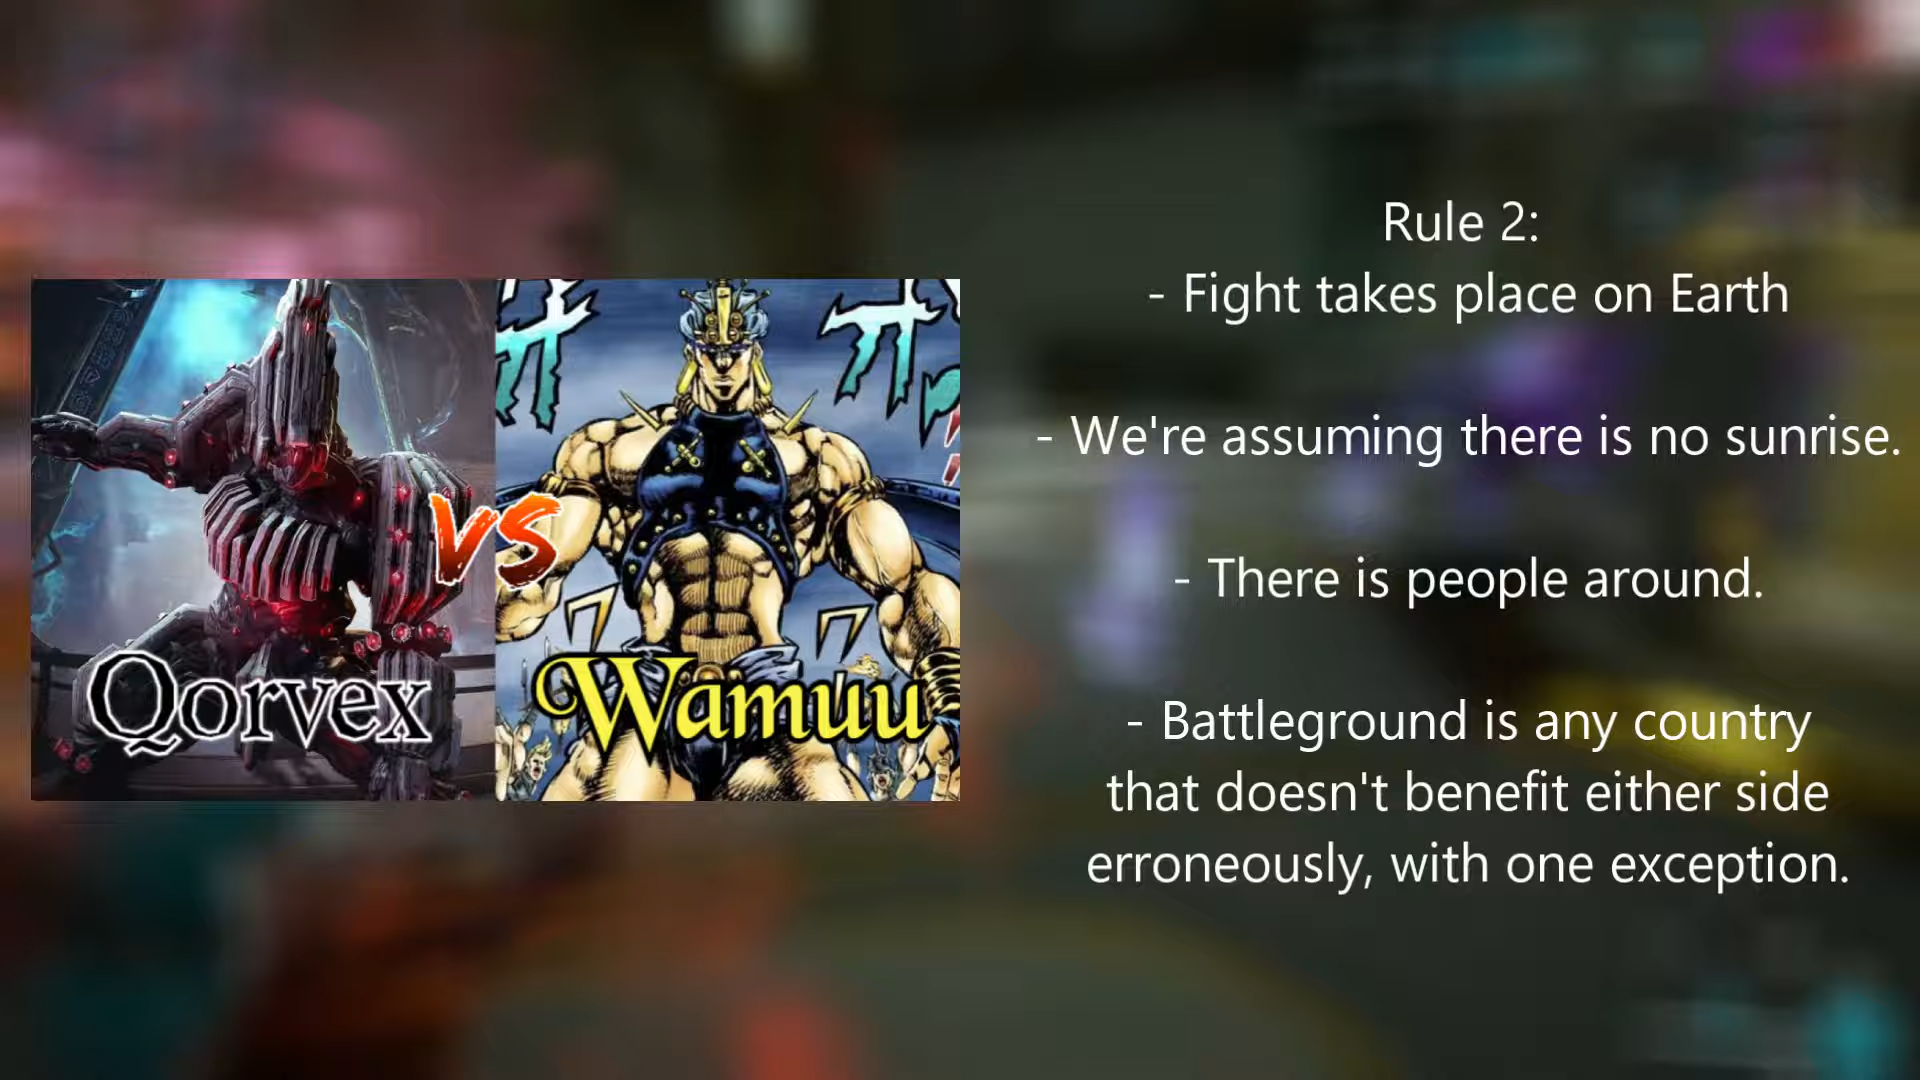 Rule 2:
- Fight takes place on Earth
- We're assuming there is no sunrise.
- There is people around.
- Battleground is any country
that doesn't benefit either side
erroneously, with one exception.
VS
Qorvex
Wamuu